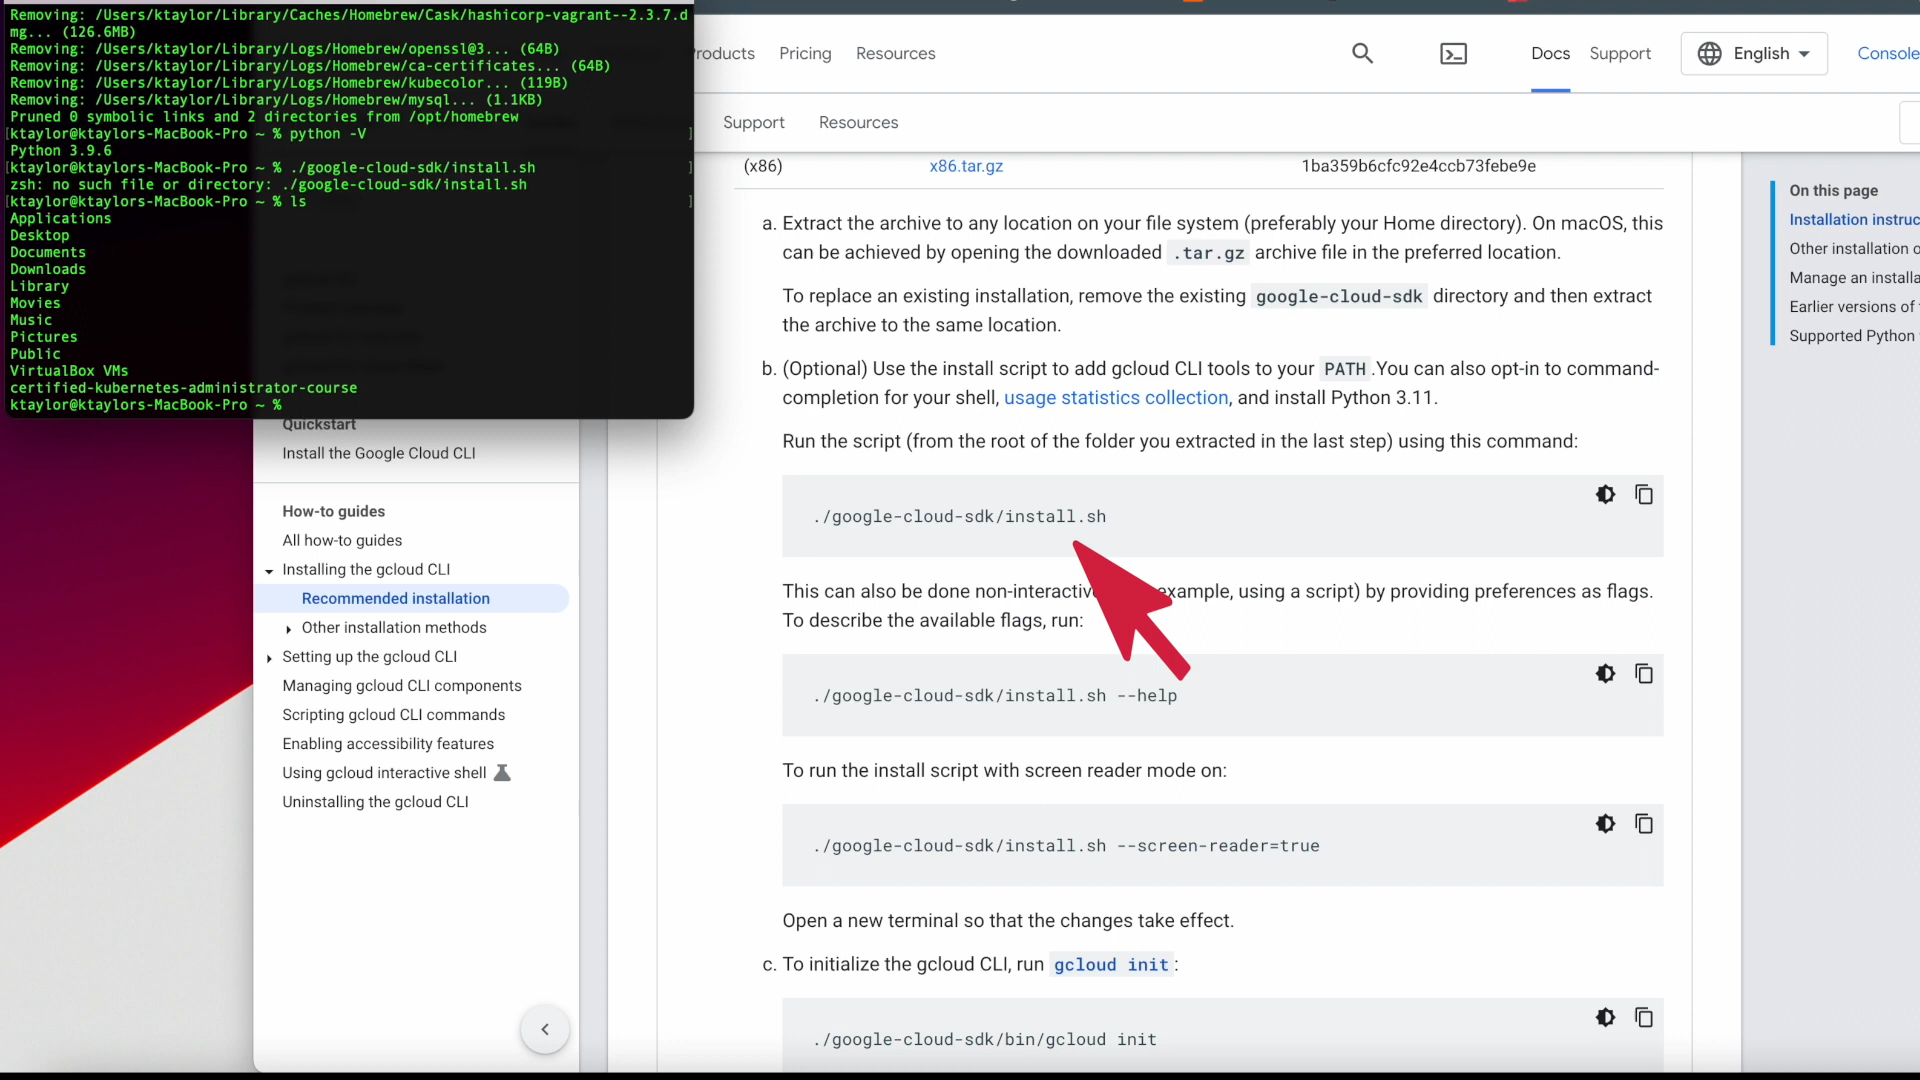 Removing: /Users/ktaylor/Library/Caches/Homebrew/Cask/hashicorp-vagrant--2.3.7.d
mg... (126.6MB)
Removing: /Users/ktaylor/Library/Logs/Homebrew/openssl@3... (64B)
Removing: /Users/ktaylor/Library/Logs/Homebrew/ca-certificates... (64B)
Removing: /Users/ktaylor/Library/Logs/Homebrew/kubecolor... (119B)
Removing: /Users/ktaylor/Library/Logs/Homebrew/mysql... (1.1KB)
Pruned 0 symbolic links and 2 directories from /opt/homebrew
[ktaylor@ktaylors-MacBook-Pro ~ % python -V ]
Python 3.9.6
[ktaylor@ktaylors-MacBook-Pro ~ % ./google-cloud-sdk/install.sh ]
zsh: no such file or directory: ./google-cloud-sdk/install.sh
[ktaylor@ktaylors-MacBook-Pro ~ % ls ]
Applications
Desktop
Documents
Downloads
Library
Movies
Music
Pictures
Public
VirtualBox VMs
certified-kubernetes-administrator-course
ktaylor@ktaylors-MacBook-Pro ~ %
roducts Pricing Resources Docs Support English Console
Support Resources
Quickstart
Install the Google Cloud CLI
How-to guides
All how-to guides
Installing the gcloud CLI
Recommended installation
Other installation methods
Setting up the gcloud CLI
Managing gcloud CLI components
Scripting gcloud CLI commands
Enabling accessibility features
Using gcloud interactive shell
Uninstalling the gcloud CLI
(x86) x86.tar.gz 1ba359b6cfc92e4ccb73febe9e
a. Extract the archive to any location on your file system (preferably your Home directory). On macOS, this
can be achieved by opening the downloaded .tar.gz archive file in the preferred location.
To replace an existing installation, remove the existing google-cloud-sdk directory and then extract
the archive to the same location.
b. (Optional) Use the install script to add gcloud CLI tools to your PATH.You can also opt-in to command-
completion for your shell, usage statistics collection, and install Python 3.11.
Run the script (from the root of the folder you extracted in the last step) using this command:
./google-cloud-sdk/install.sh
This can also be done non-interactiv example, using a script) by providing preferences as flags.
To describe the available flags, run:
./google-cloud-sdk/install.sh --help
To run the install script with screen reader mode on:
./google-cloud-sdk/install.sh --screen-reader=true
Open a new terminal so that the changes take effect.
c. To initialize the gcloud CLI, run gcloud init:
./google-cloud-sdk/bin/gcloud init
On this page
Installation instruc
Other installation o
Manage an installa
Earlier versions of
Supported Python